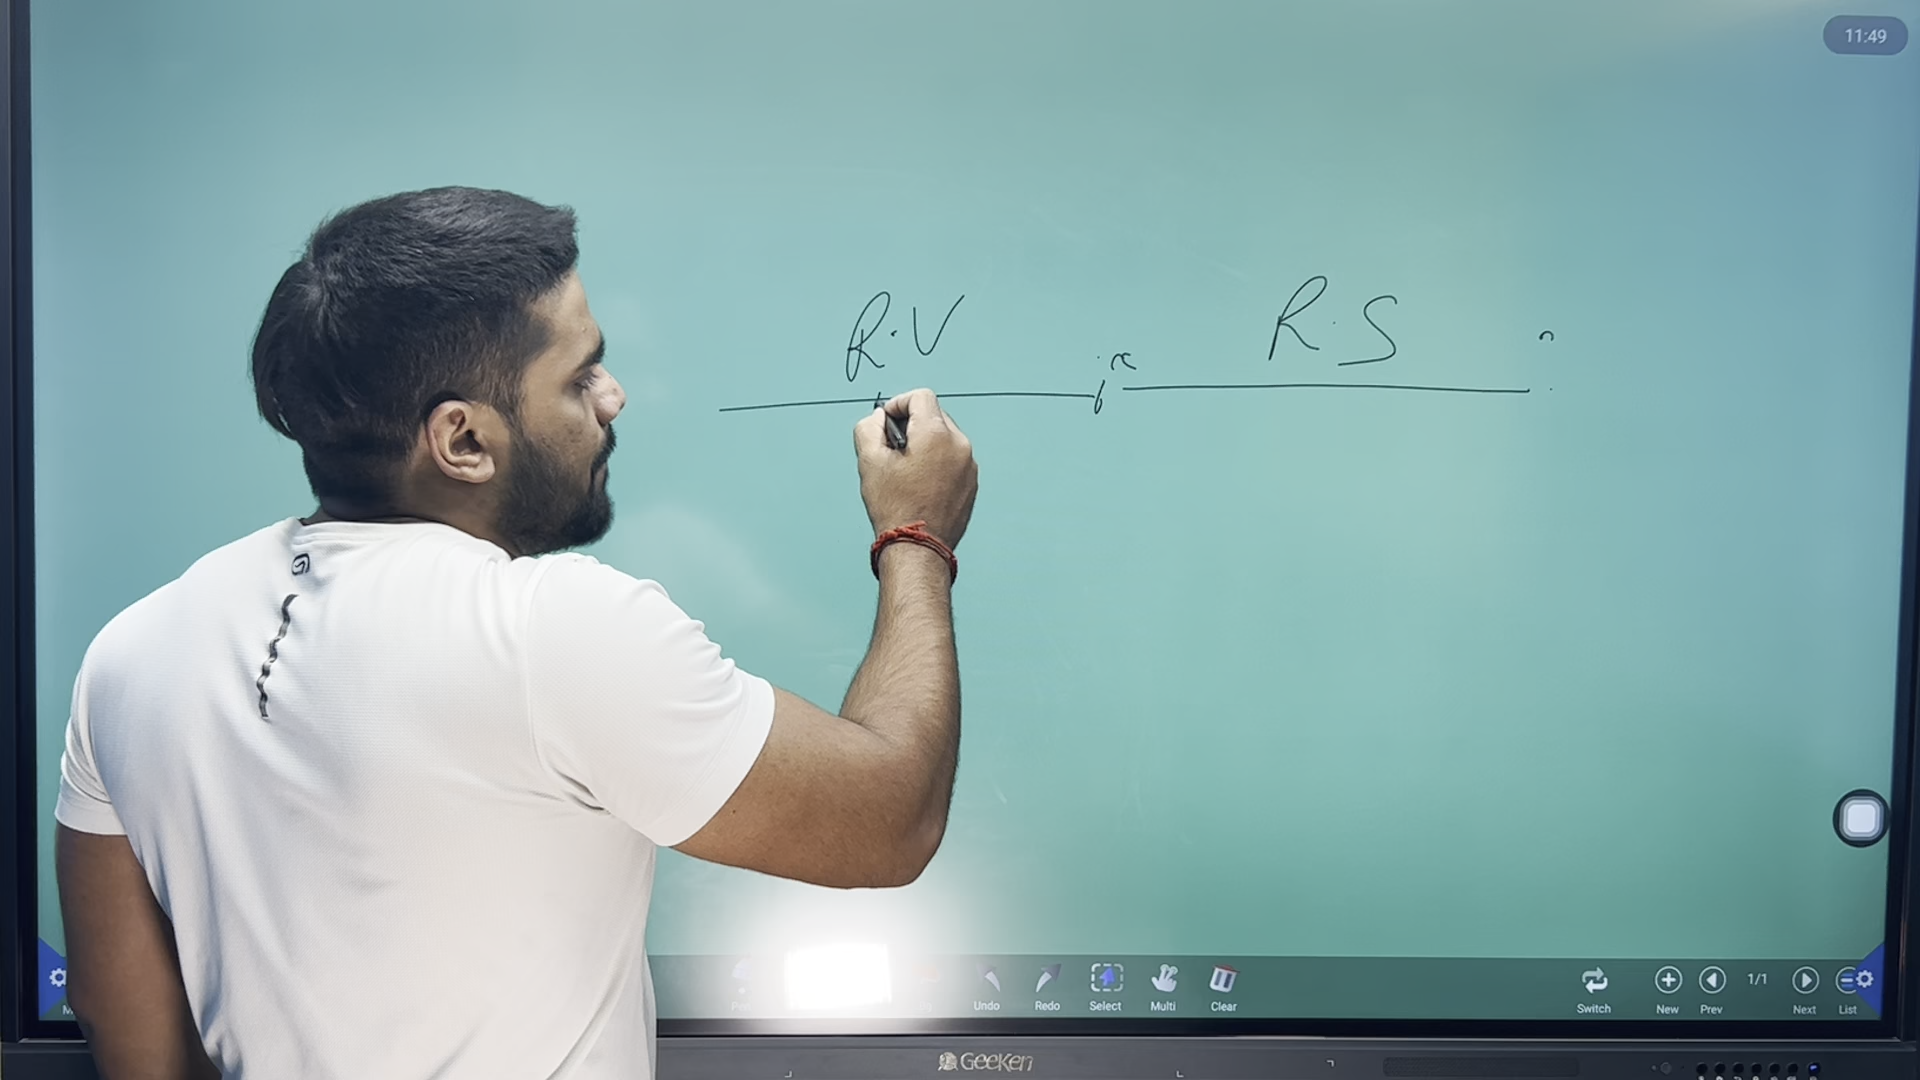 11:49
R.V R.S
Undo Redo Select Multi Clear Switch New Prev 1/1 Next List
GeeKen